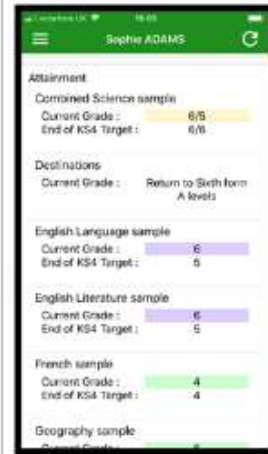 Sophie ADAMS
Attainment
Combined Science sample
Current Grade : 6/5
End of KS4 Target : 6/6
Destinations
Current Grade : Return to Sixth form
A levels
English Language sample
Current Grade : 6
End of KS4 Target : 5
English Literature sample
Current Grade : 6
End of KS4 Target : 5
French sample
Current Grade : 4
End of KS4 Target : 4
Geography sample